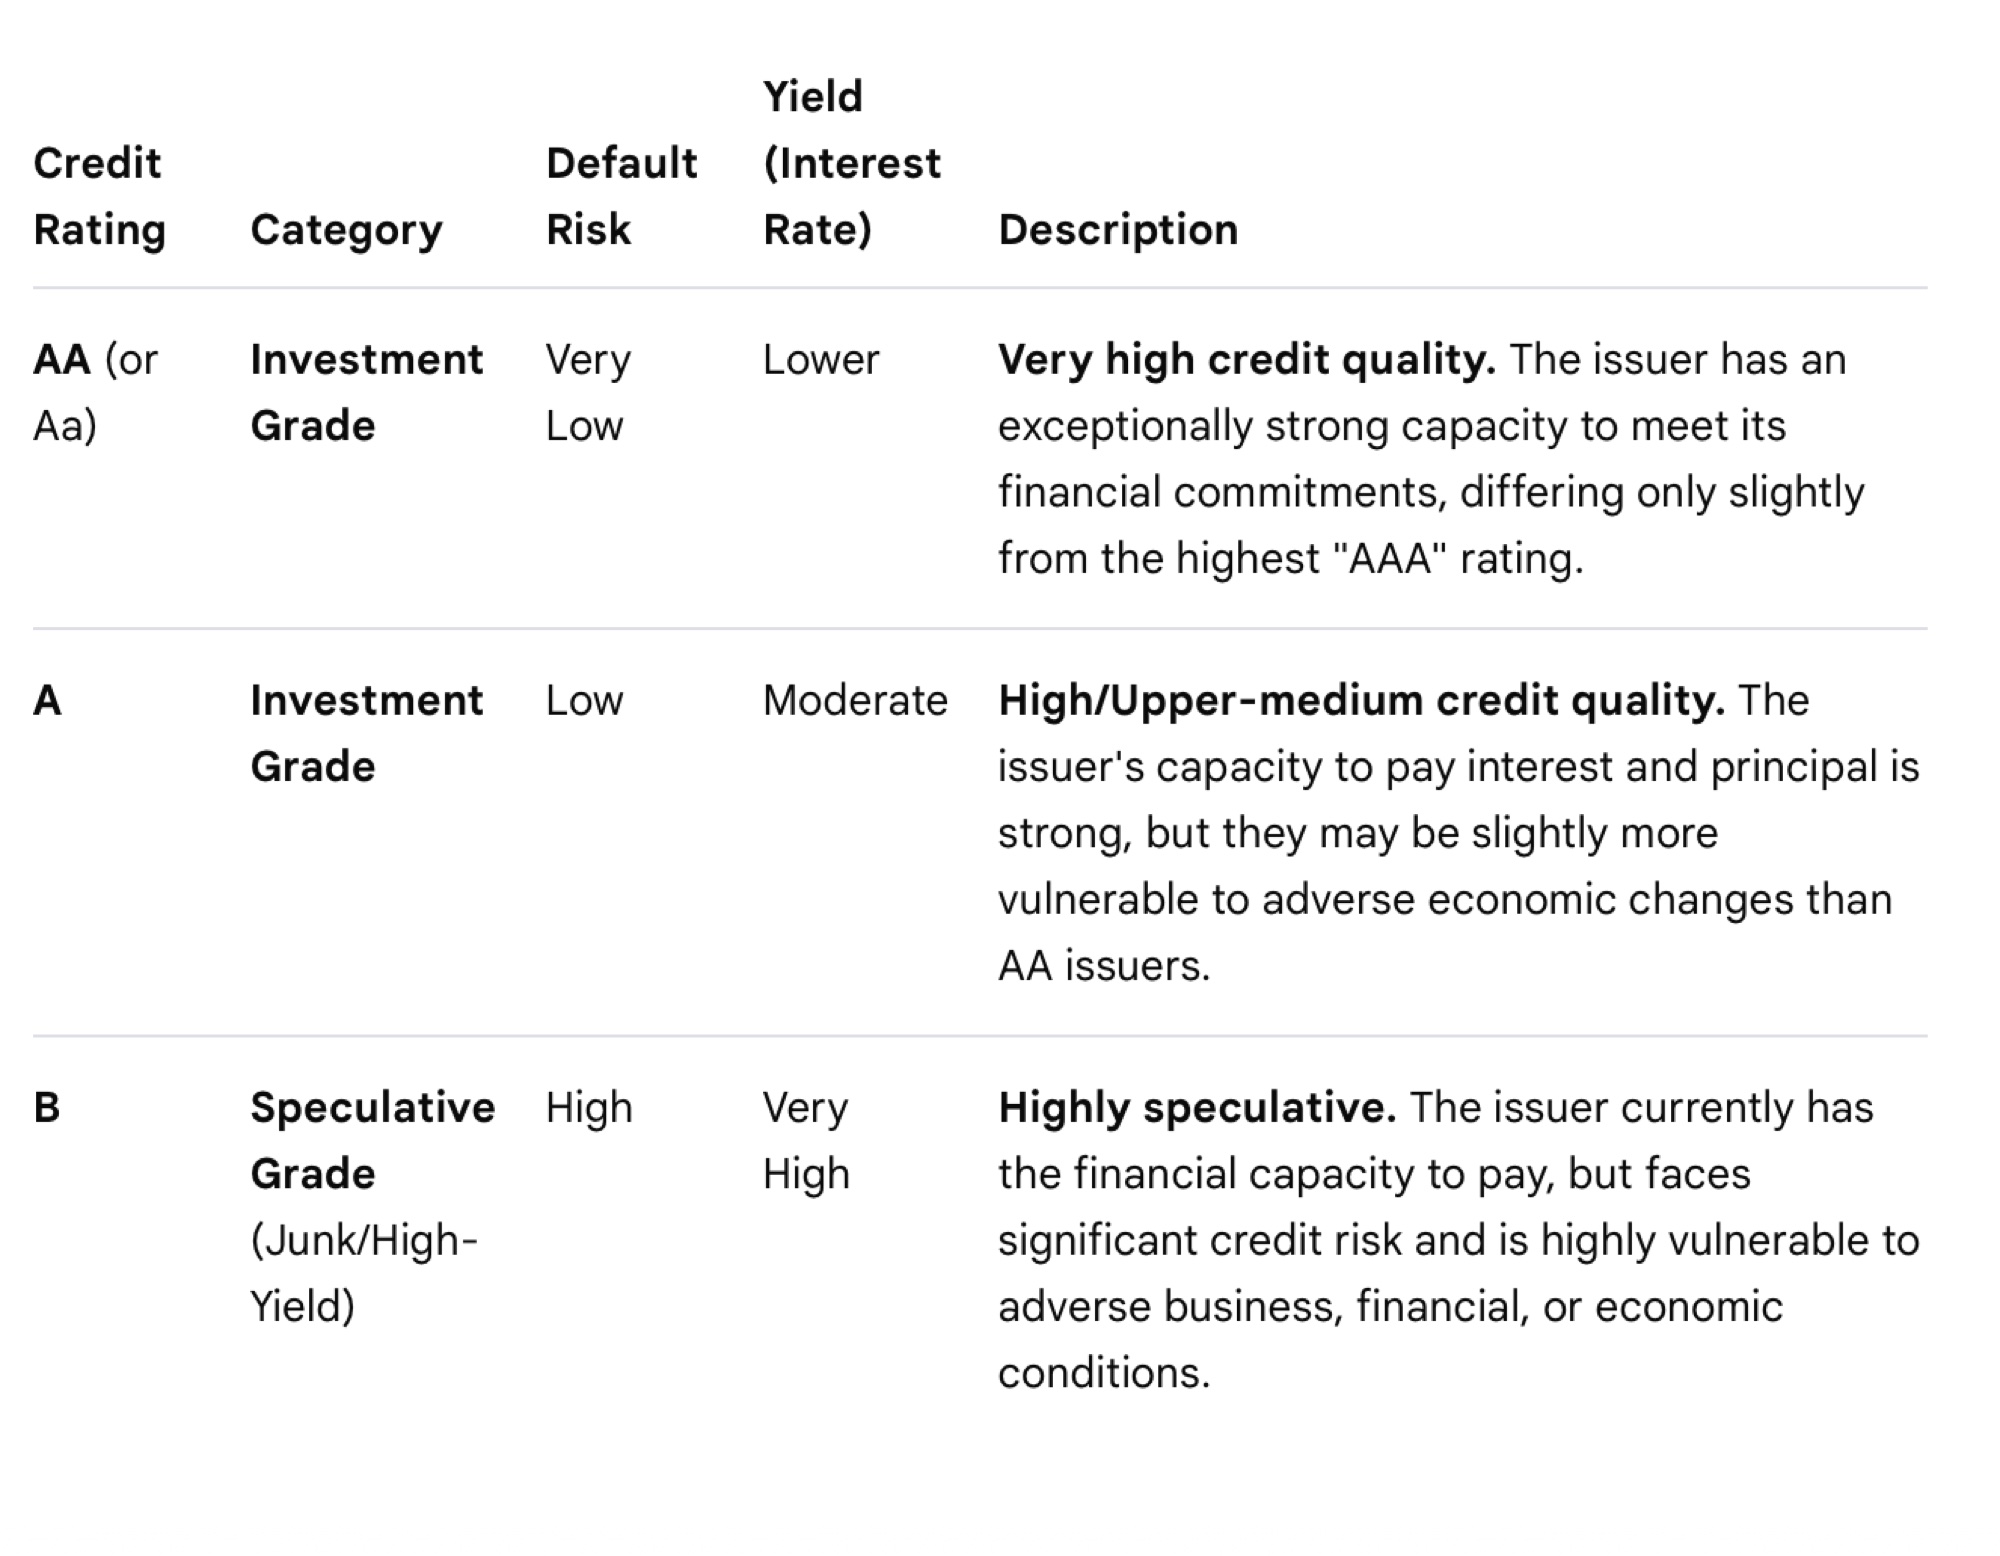 Credit Rating
Category
Default Risk
Yield (Interest Rate)
Description
AA (or Aa)
Investment Grade
Very Low
Lower
Very high credit quality. The issuer has an
exceptionally strong capacity to meet its
financial commitments, differing only slightly
from the highest "AAA" rating.
A
Investment Grade
Low
Moderate
High/Upper-medium credit quality. The
issuer's capacity to pay interest and principal is
strong, but they may be slightly more
vulnerable to adverse economic changes than
AA issuers.
B
Speculative Grade (Junk/High-Yield)
High
Very High
Highly speculative. The issuer currently has
the financial capacity to pay, but faces
significant credit risk and is highly vulnerable to
adverse business, financial, or economic
conditions.